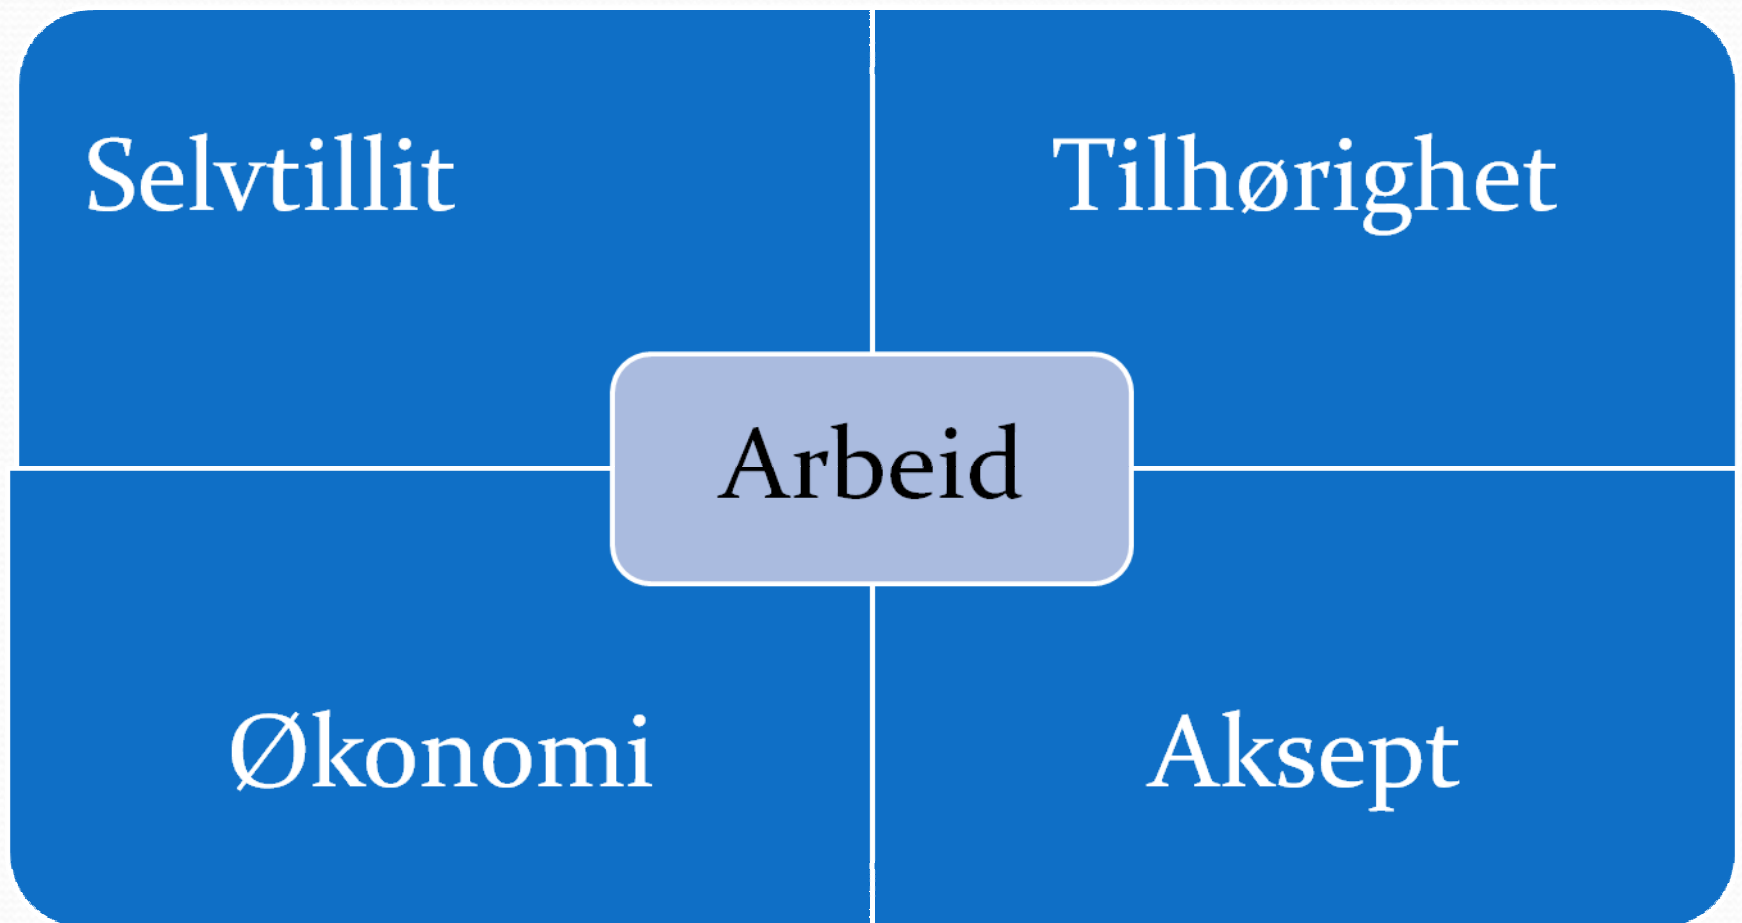 Selvtillit
Tilhørighet
Arbeid
Økonomi
Aksept